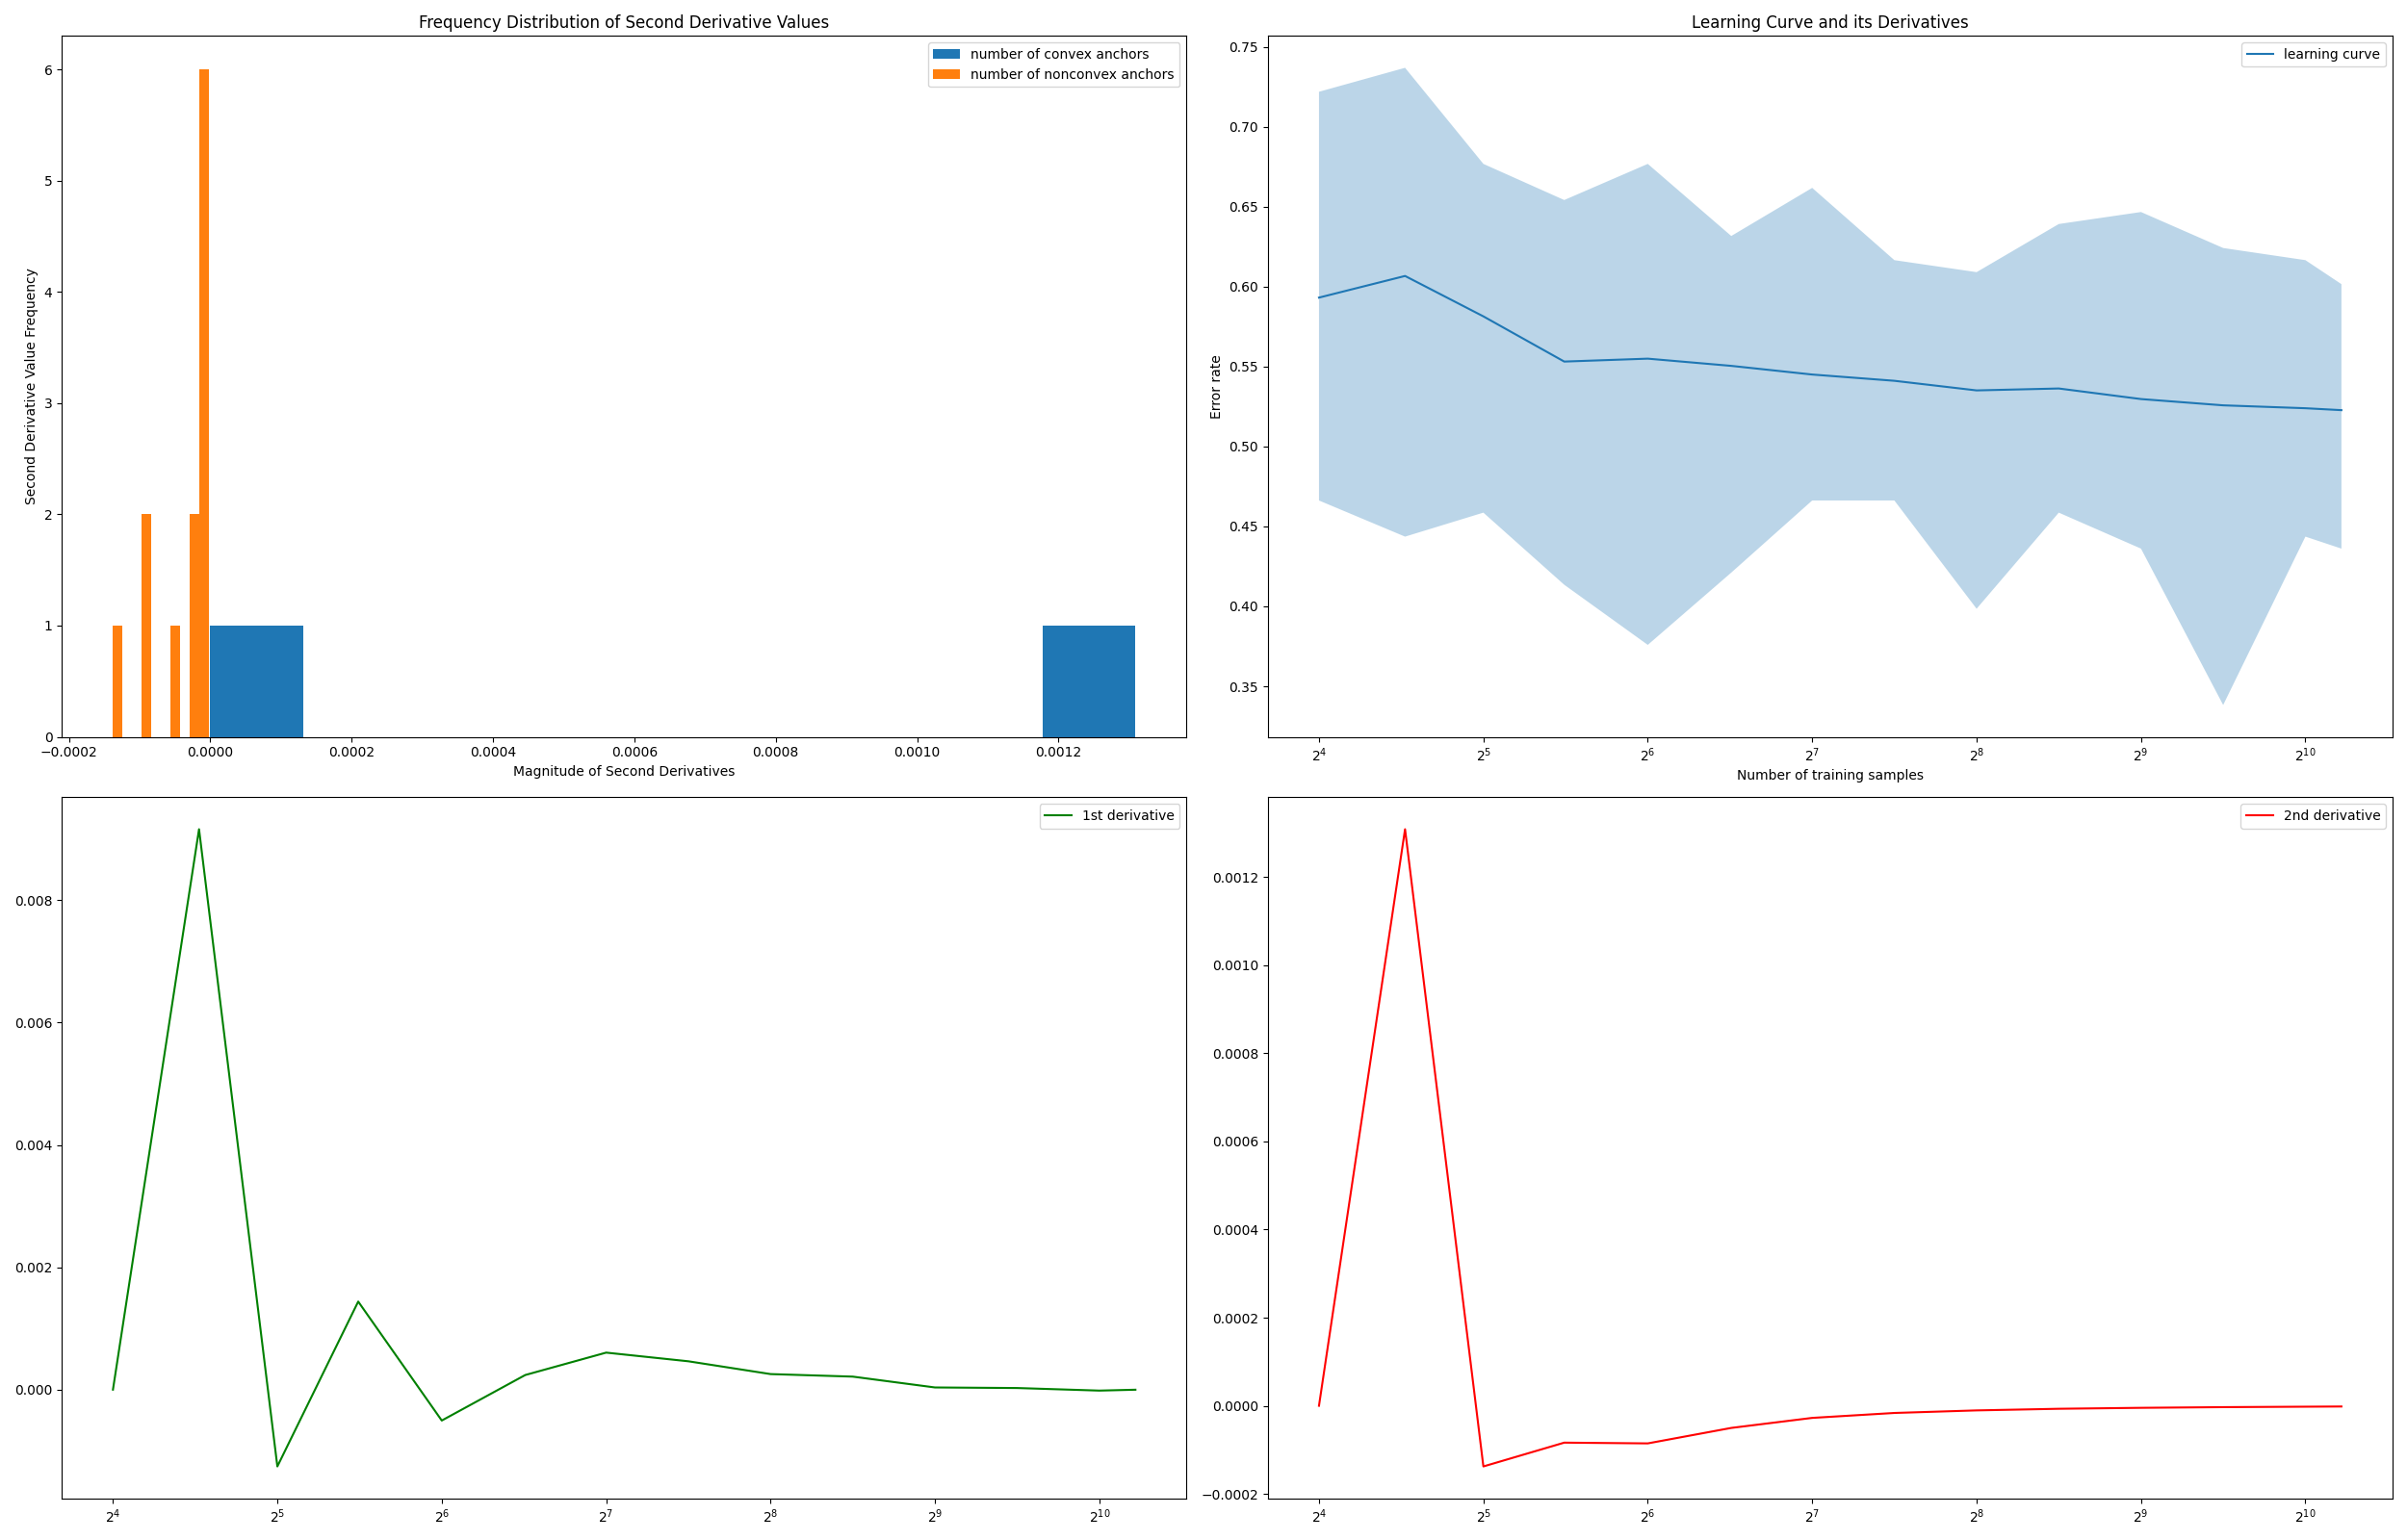 Frequency Distribution of Second Derivative Values
number of convex anchors
number of nonconvex anchors
Second Derivative Value Frequency
6
5
4
3
2
1
0
−0.0002 0.0000 0.0002 0.0004 0.0006 0.0008 0.0010 0.0012
Magnitude of Second Derivatives
Learning Curve and its Derivatives
learning curve
Error rate
0.75
0.70
0.65
0.60
0.55
0.50
0.45
0.40
0.35
2⁴ 2⁵ 2⁶ 2⁷ 2⁸ 2⁹ 2¹⁰
Number of training samples
1st derivative
0.008
0.006
0.004
0.002
0.000
2⁴ 2⁵ 2⁶ 2⁷ 2⁸ 2⁹ 2¹⁰
2nd derivative
0.0012
0.0010
0.0008
0.0006
0.0004
0.0002
0.0000
−0.0002
2⁴ 2⁵ 2⁶ 2⁷ 2⁸ 2⁹ 2¹⁰